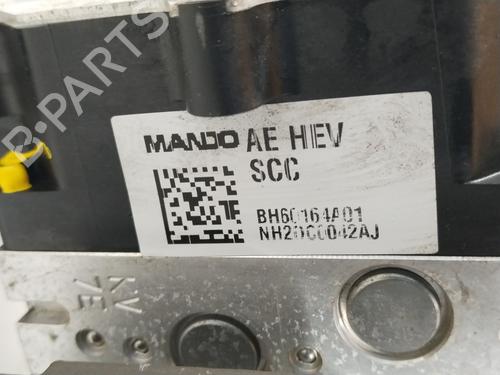 MANDO AE HEV
SCC
BH60164A01
NH2DC0042AJ
B-PARTS